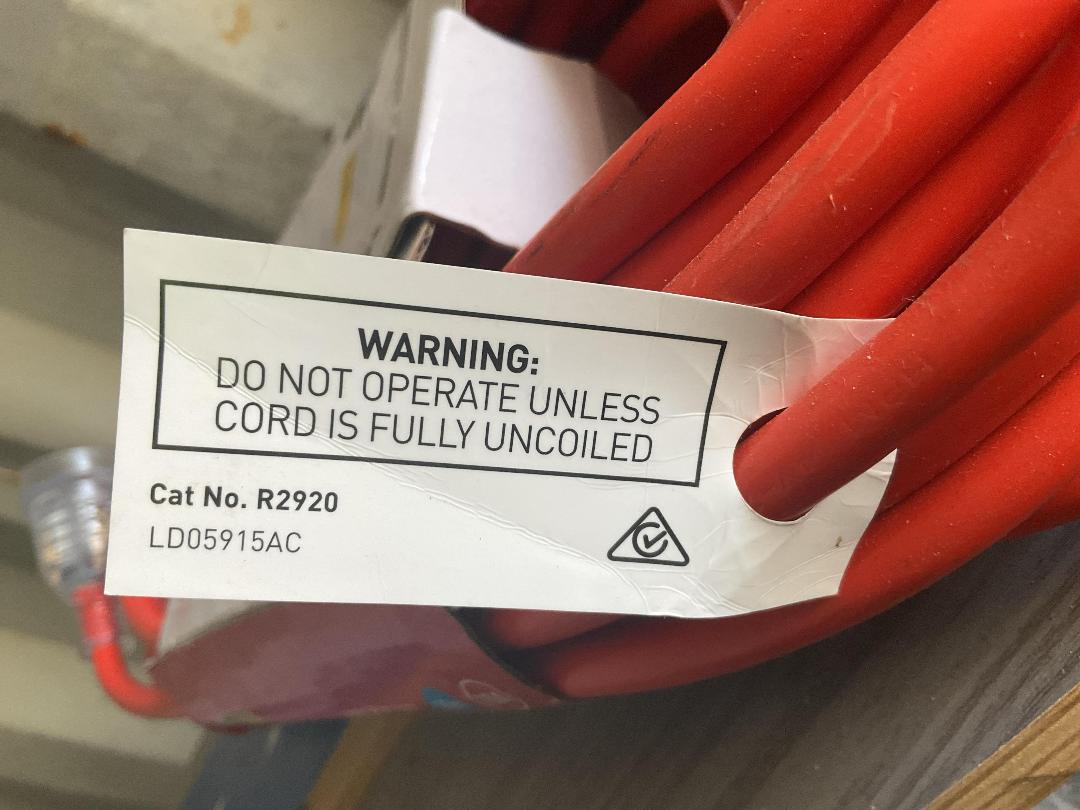 WARNING:
DO NOT OPERATE UNLESS
CORD IS FULLY UNCOILED
Cat No. R2920
LD05915AC